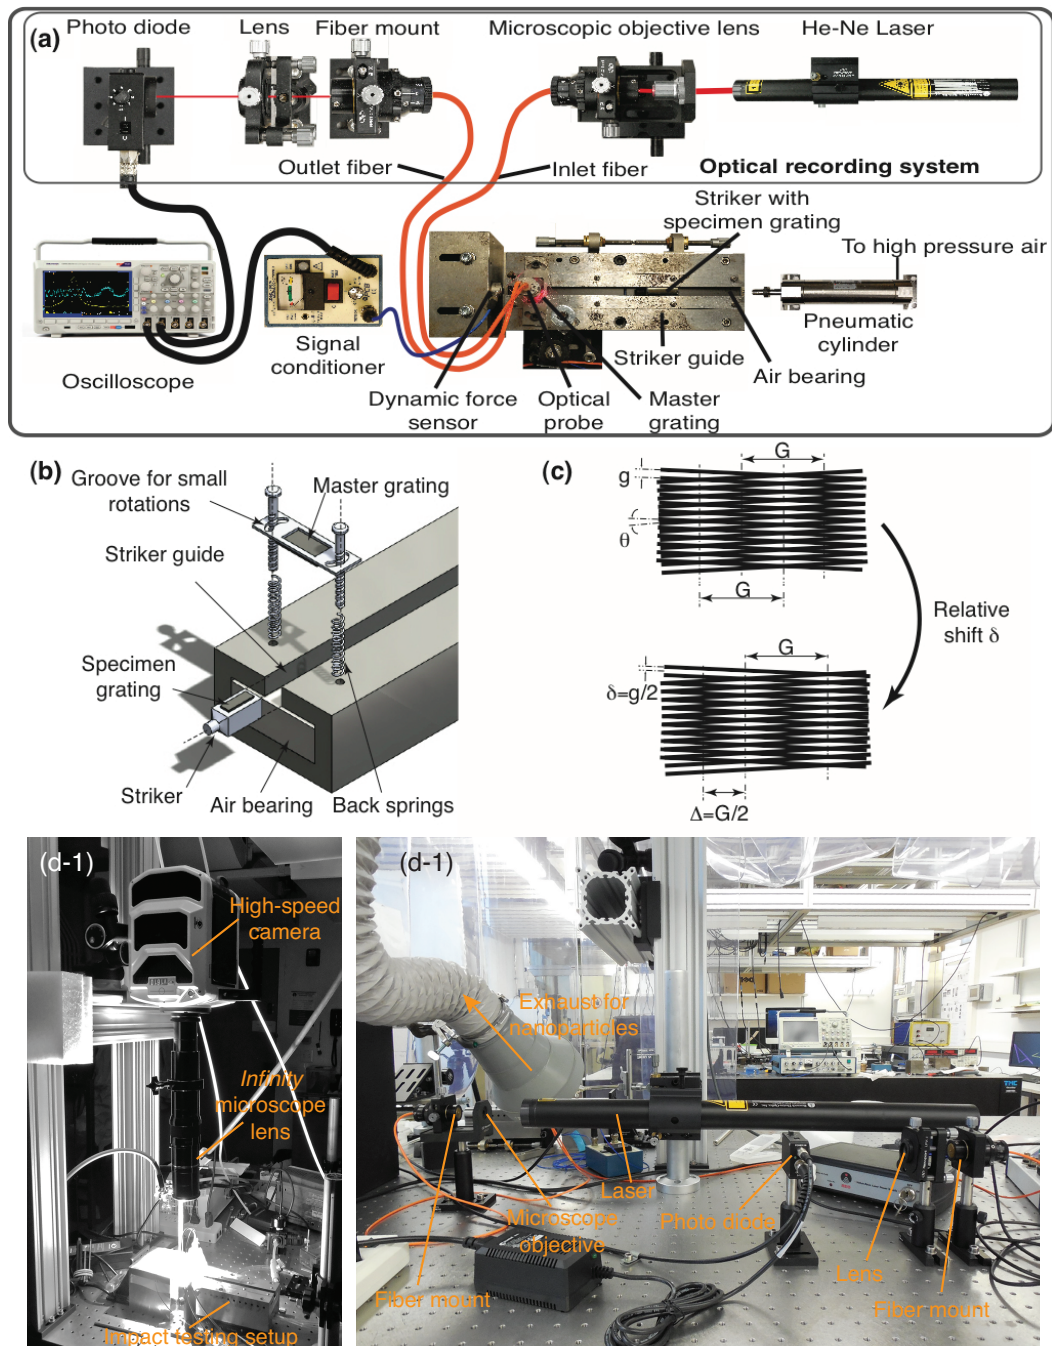 (a)
Photo diode
Lens
Fiber mount
Microscopic objective lens
He-Ne Laser
Outlet fiber
Inlet fiber
Optical recording system
Striker with
specimen grating
To high pressure air
Pneumatic
cylinder
Oscilloscope
Signal
conditioner
Striker guide
Air bearing
Dynamic force
sensor
Optical
probe
Master
grating
(b)
Groove for small
rotations
Master grating
Striker guide
Specimen
grating
Striker
Air bearing
Back springs
(c)
G
g
θ
G
Relative
shift δ
G
δ=g/2
Δ=G/2
(d-1)
High-speed
camera
Infinity
microscope
lens
Impact testing setup
(d-1)
Exhaust for
nanoparticles
Laser
Microscope
objective
Photo diode
Fiber mount
Lens
Fiber mount